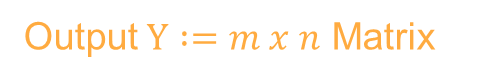 Output Y := m x n Matrix